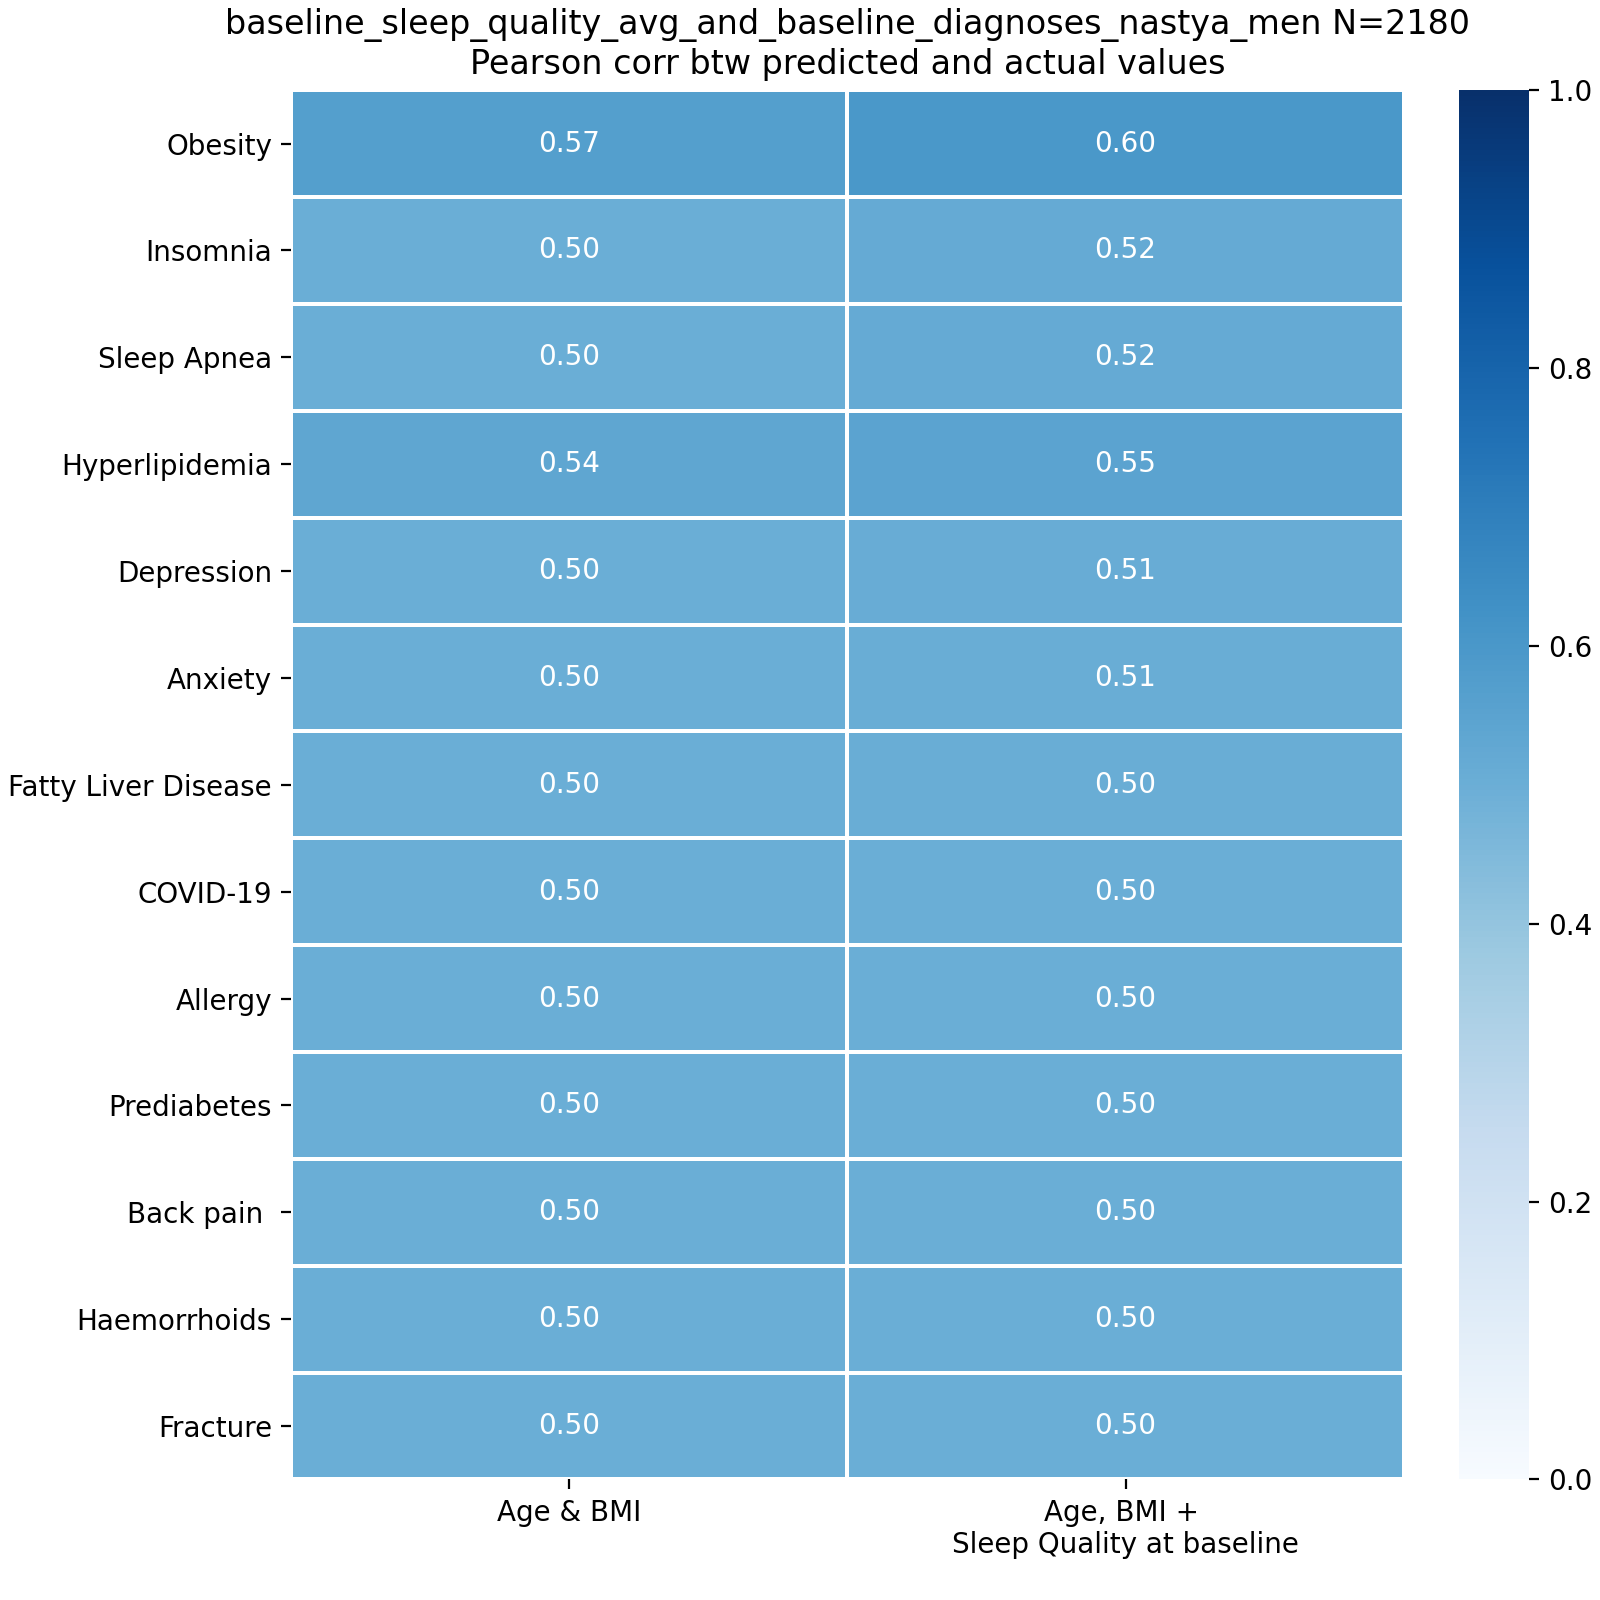 baseline_sleep_quality_avg_and_baseline_diagnoses_nastya_men N=2180
Pearson corr btw predicted and actual values
Obesity 0.57 0.60
Insomnia 0.50 0.52
Sleep Apnea 0.50 0.52
Hyperlipidemia 0.54 0.55
Depression 0.50 0.51
Anxiety 0.50 0.51
Fatty Liver Disease 0.50 0.50
COVID-19 0.50 0.50
Allergy 0.50 0.50
Prediabetes 0.50 0.50
Back pain 0.50 0.50
Haemorrhoids 0.50 0.50
Fracture 0.50 0.50
Age & BMI
Age, BMI +
Sleep Quality at baseline
1.0
0.8
0.6
0.4
0.2
0.0